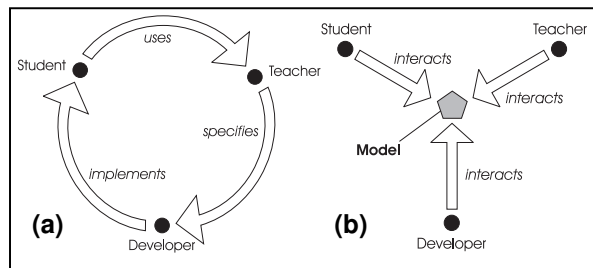 uses
Student
Teacher
specifies
implements
(a)
Developer
Student
Teacher
interacts
interacts
Model
interacts
(b)
Developer